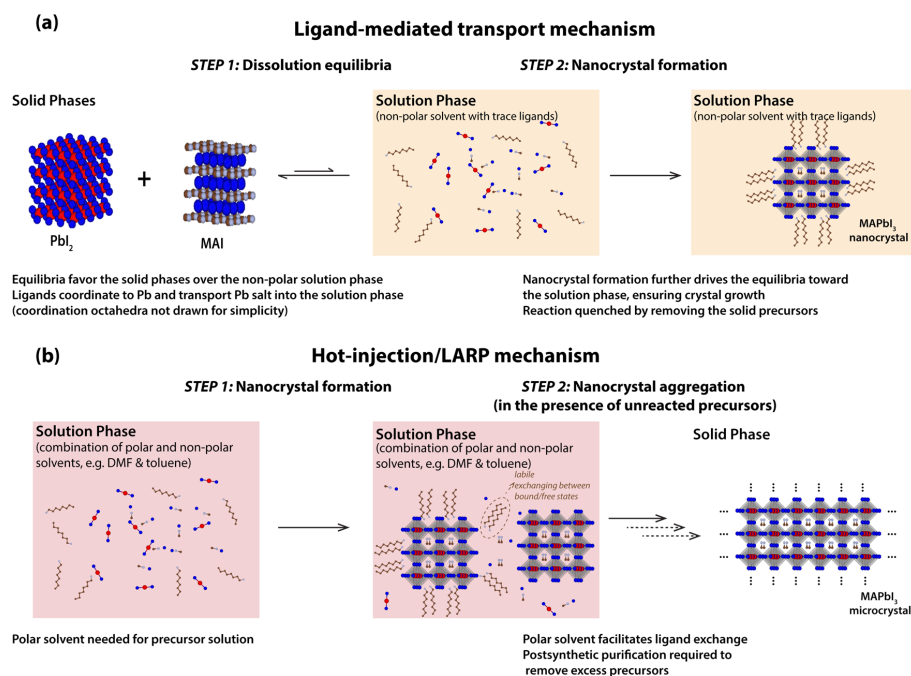 (a)
Ligand-mediated transport mechanism
STEP 1: Dissolution equilibria
STEP 2: Nanocrystal formation
Solid Phases
Solution Phase
(non-polar solvent with trace ligands)
Solution Phase
(non-polar solvent with trace ligands)
+
PbI2
MAI
MAPbI3
nanocrystal
Equilibria favor the solid phases over the non-polar solution phase
Ligands coordinate to Pb and transport Pb salt into the solution phase
(coordination octahedra not drawn for simplicity)
Nanocrystal formation further drives the equilibria toward
the solution phase, ensuring crystal growth
Reaction quenched by removing the solid precursors
(b)
Hot-injection/LARP mechanism
STEP 1: Nanocrystal formation
STEP 2: Nanocrystal aggregation
(in the presence of unreacted precursors)
Solution Phase
(combination of polar and non-polar
solvents, e.g. DMF & toluene)
Solution Phase
(combination of polar and non-polar
solvents, e.g. DMF & toluene)
labile
(exchanging between
bound/free states
Solid Phase
MAPbI3
microcrystal
Polar solvent needed for precursor solution
Polar solvent facilitates ligand exchange
Postsynthetic purification required to
remove excess precursors